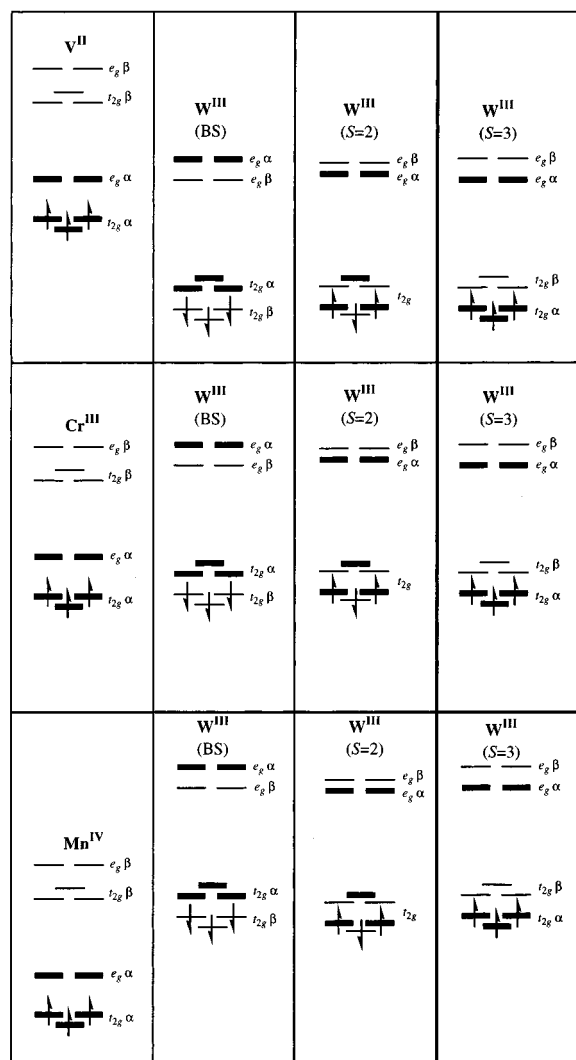 V^II
e_g β
t_2g β
e_g α
t_2g α
W^III
(BS)
e_g α
e_g β
t_2g α
t_2g β
W^III
(S=2)
e_g β
e_g α
t_2g
W^III
(S=3)
e_g β
e_g α
t_2g β
t_2g α
Cr^III
e_g β
t_2g β
e_g α
t_2g α
W^III
(BS)
e_g α
e_g β
t_2g α
t_2g β
W^III
(S=2)
e_g β
e_g α
t_2g
W^III
(S=3)
e_g β
e_g α
t_2g β
t_2g α
Mn^IV
e_g β
t_2g β
e_g α
t_2g α
W^III
(BS)
e_g α
e_g β
t_2g α
t_2g β
W^III
(S=2)
e_g β
e_g α
t_2g
W^III
(S=3)
e_g β
e_g α
t_2g β
t_2g α